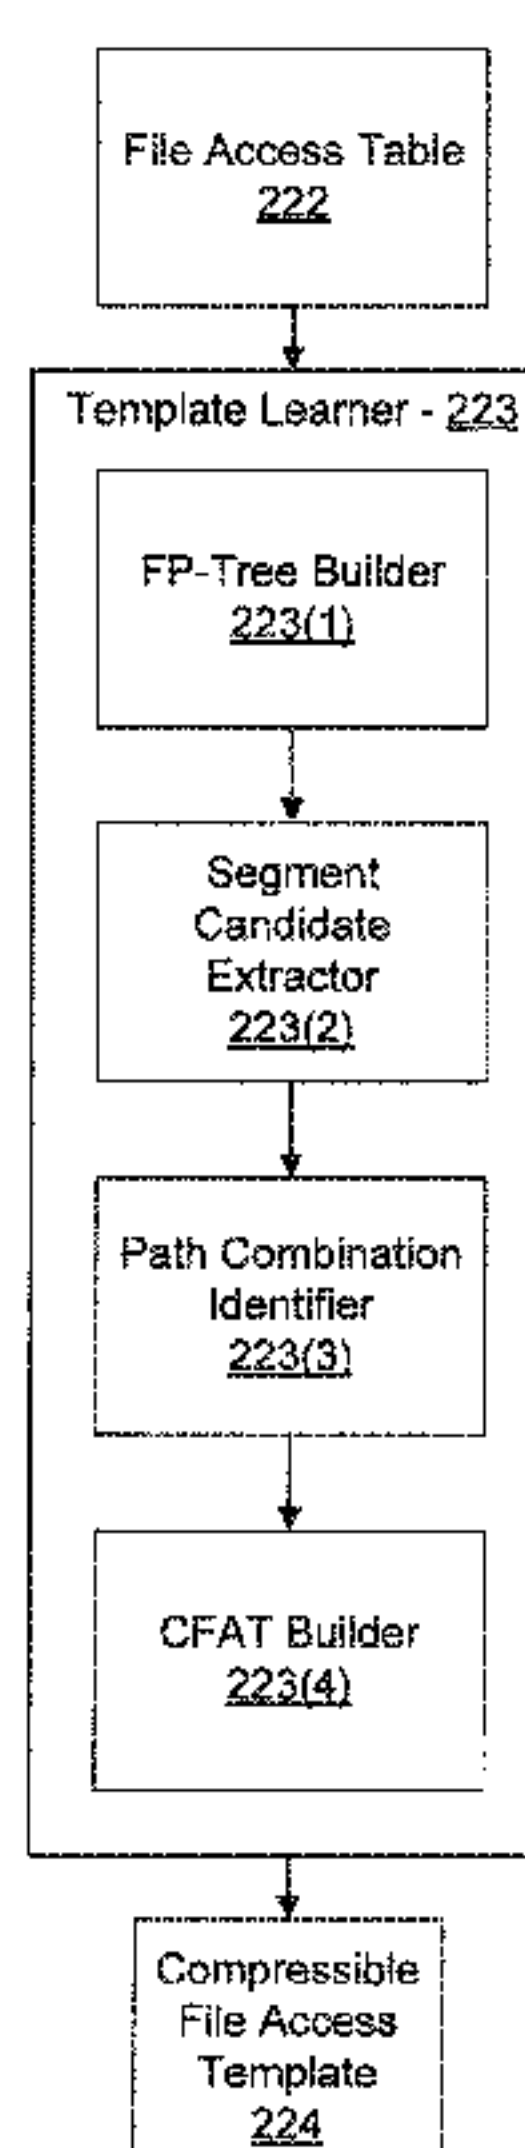 File Access Table
222
Template Learner - 223
FP-Tree Builder
223(1)
Segment
Candidate
Extractor
223(2)
Path Combination
Identifier
223(3)
CFAT Builder
223(4)
Compressible
File Access
Template
224